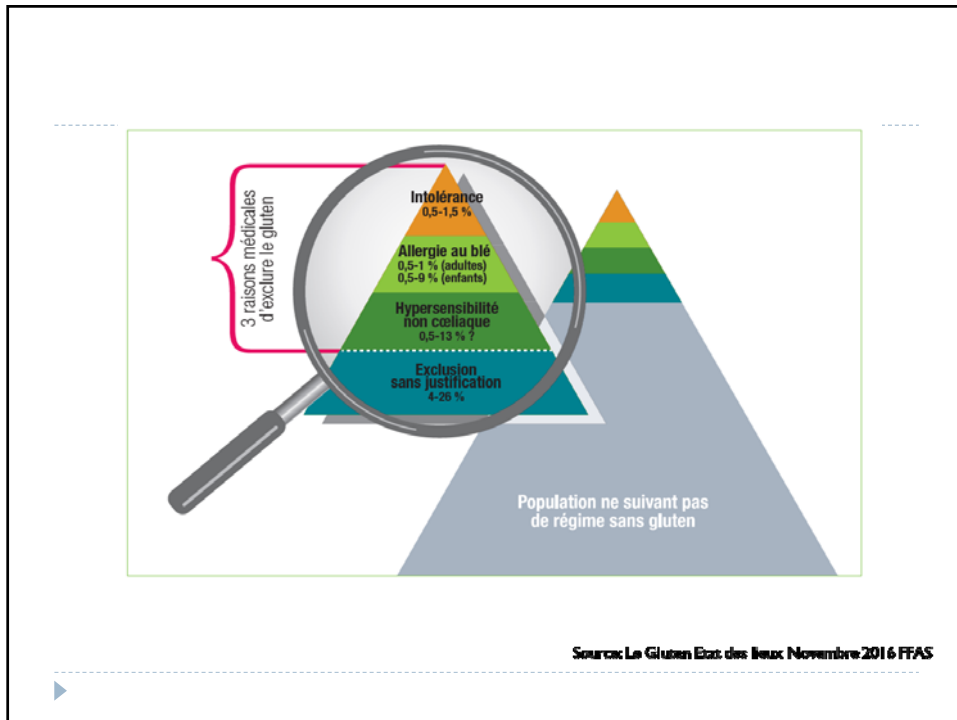 3 raisons médicales
d'exclure le gluten
Intolérance
0,5-1,5 %
Allergie au blé
0,5-1 % (adultes)
0,5-9 % (enfants)
Hypersensibilité
non cœliaque
0,5-13 % ?
Exclusion
sans justification
4-26 %
Population ne suivant pas
de régime sans gluten
Source: Le Gluten Etat des lieux Novembre 2016 FFAS